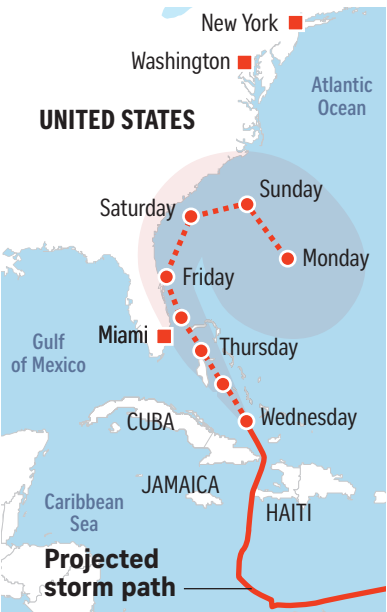 New York
Washington
Atlantic
Ocean
UNITED STATES
Sunday
Saturday
Monday
Friday
Miami
Gulf
of Mexico
Thursday
Wednesday
CUBA
JAMAICA
HAITI
Caribbean
Sea
Projected
storm path